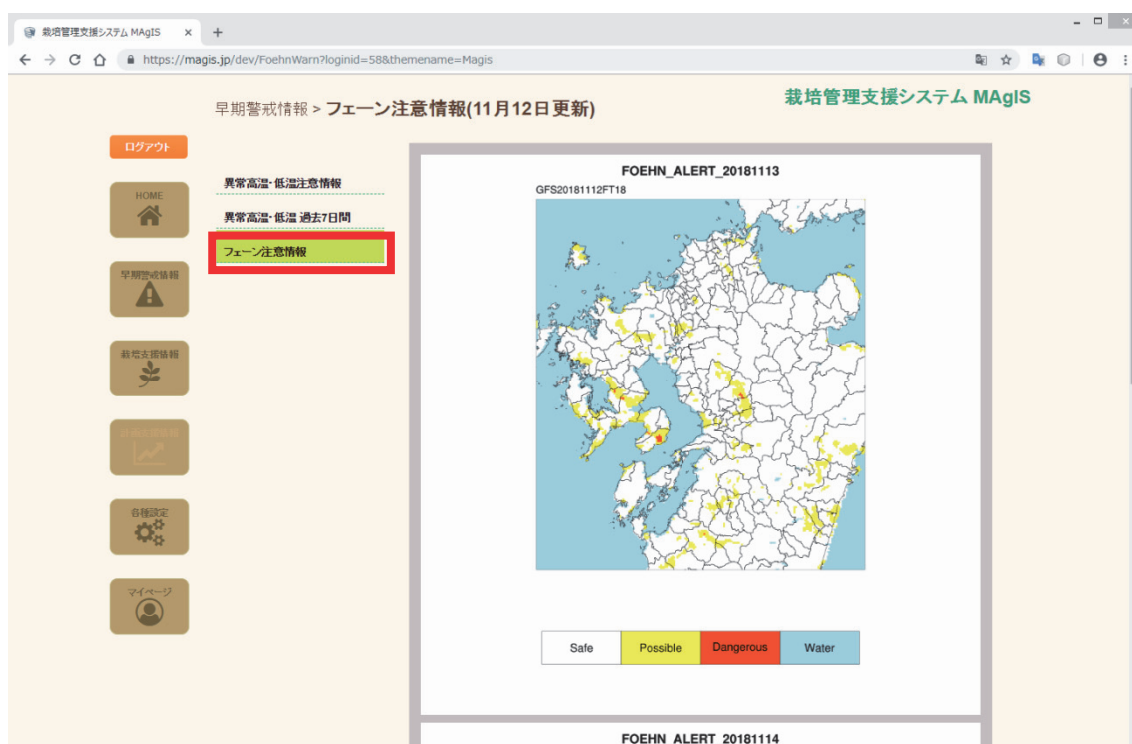 栽培管理支援システム MAgIS
https://magis.jp/dev/FoehnWarn?loginid=58&themename=Magis
早期警戒情報 > フェーン注意情報(11月12日更新)
栽培管理支援システム MAgIS
ログアウト
HOME
早期警戒情報
栽培支援情報
計画支援情報
各種設定
マイページ
異常高温・低温注意情報
異常高温・低温 過去7日間
フェーン注意情報
FOEHN_ALERT_20181113
GFS20181112FT18
Safe
Possible
Dangerous
Water
FOEHN_ALERT_20181114